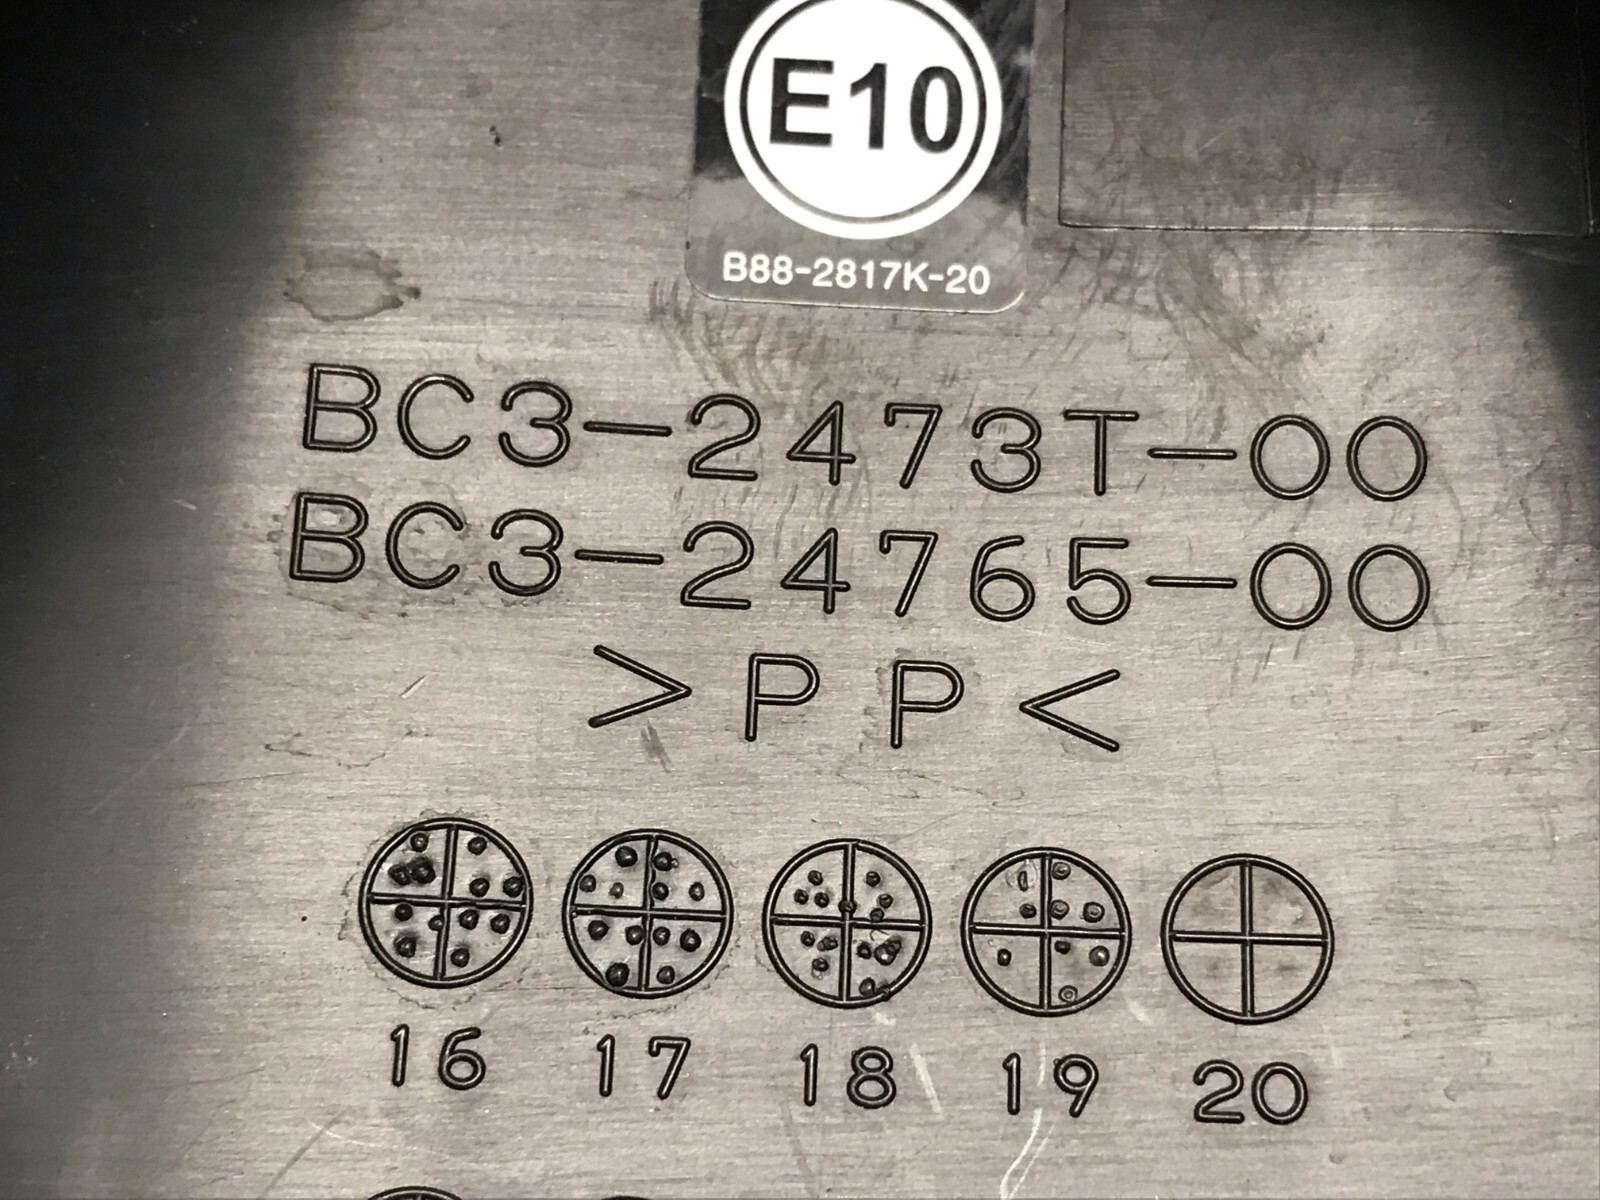 E10
B88-2817K-20
BC3-2473T-00
BC3-24765-00
>PP<
16 17 18 19 20